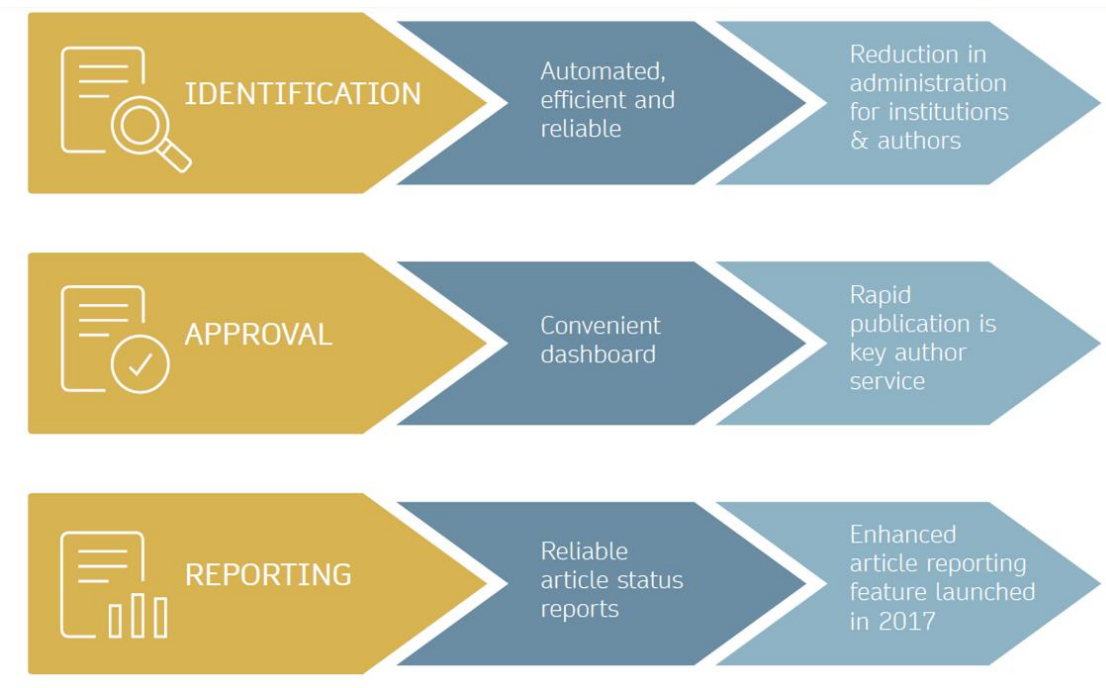 IDENTIFICATION
Automated,
efficient and
reliable
Reduction in
administration
for institutions
& authors
APPROVAL
Convenient
dashboard
Rapid
publication is
key author
service
REPORTING
Reliable
article status
reports
Enhanced
article reporting
feature launched
in 2017